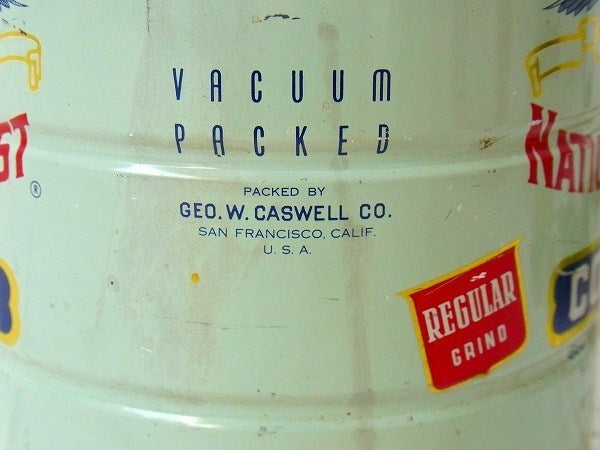 VACUUM
PACKED
PACKED BY
GEO. W. CASWELL CO.
SAN FRANCISCO, CALIF.
U. S. A.
REGULAR
GRIND